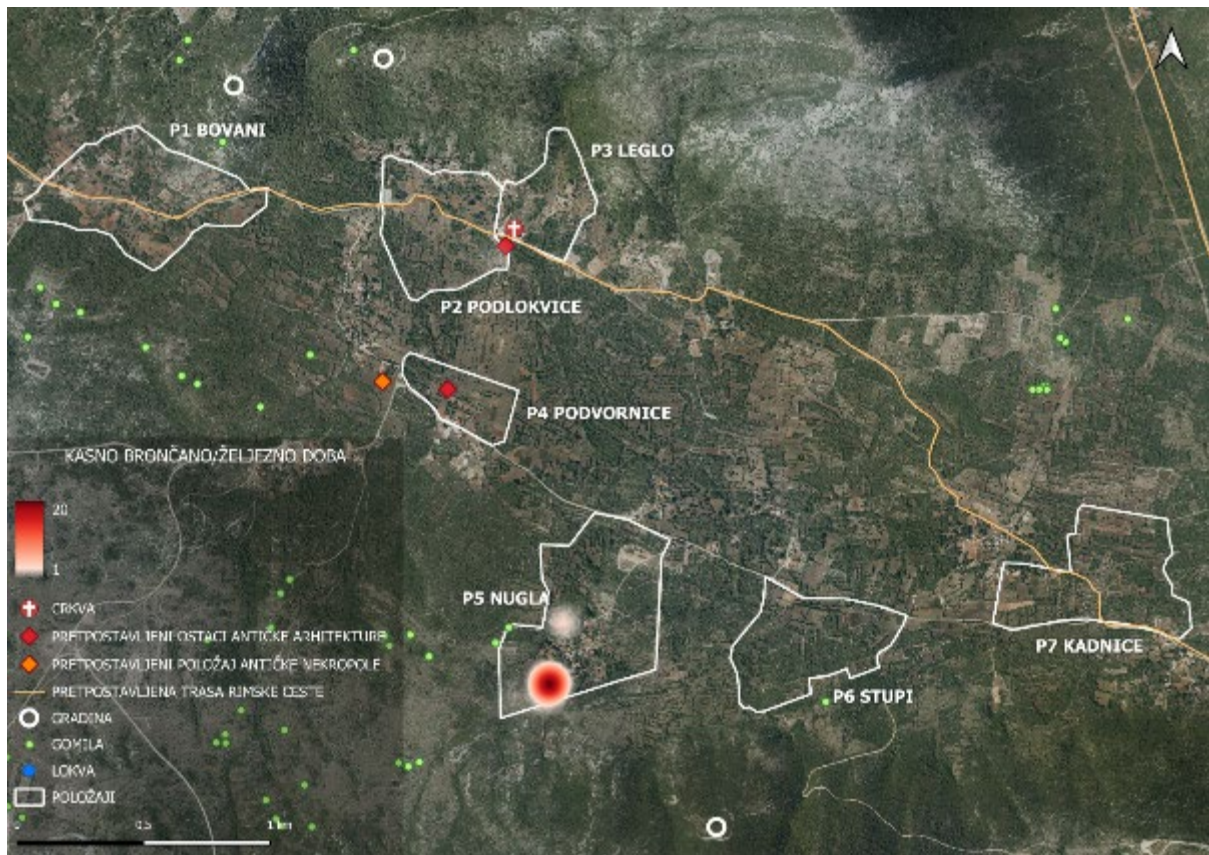 P1 BOVANI
P3 LEGLO
P2 PODLOKVICE
P4 PODVORNICE
KASNO BRONČANO/ŽELJEZNO DOBA
20
1
CRKVA
PRETPOSTAVLJENI OSTACI ANTIČKE ARHITEKTURE
PRETPOSTAVLJENI POLOŽAJ ANTIČKE NEKROPOLE
PRETPOSTAVLJENA TRASA RIMSKE CESTE
GRADINA
GOMILA
LOKVA
POLOŽAJI
0 0,5 1 km
P5 NUGLA
P6 STUPI
P7 KADNICE